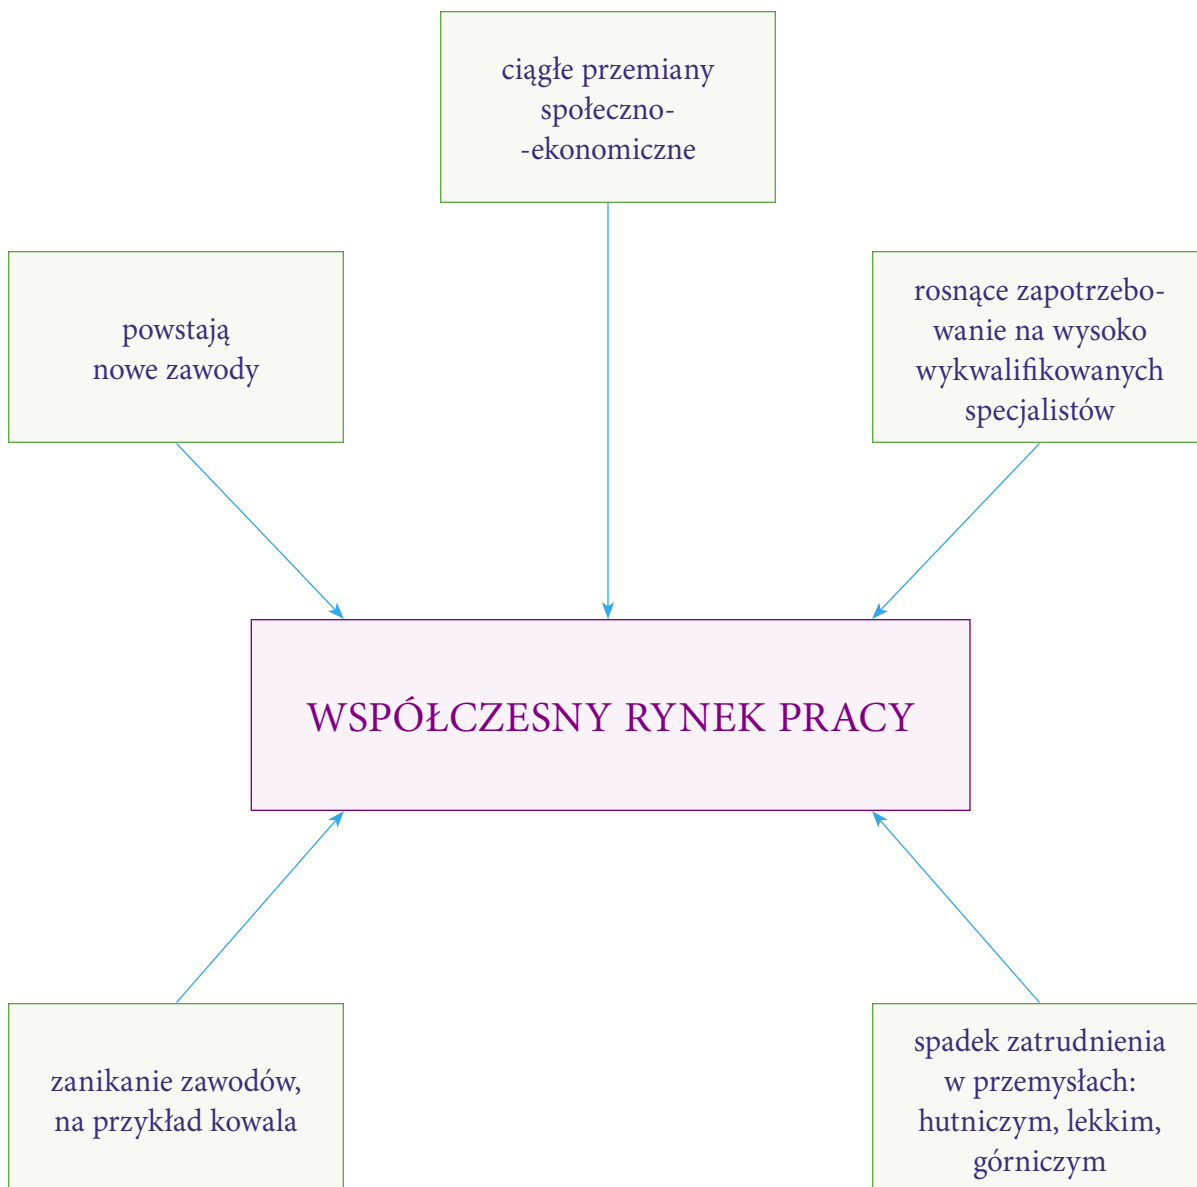 ciągłe przemiany
społeczno-
-ekonomiczne
powstają
nowe zawody
rosnące zapotrzebo-
wanie na wysoko
wykwalifikowanych
specjalistów
WSPÓŁCZESNY RYNEK PRACY
zanikanie zawodów,
na przykład kowala
spadek zatrudnienia
w przemysłach:
hutniczym, lekkim,
górniczym